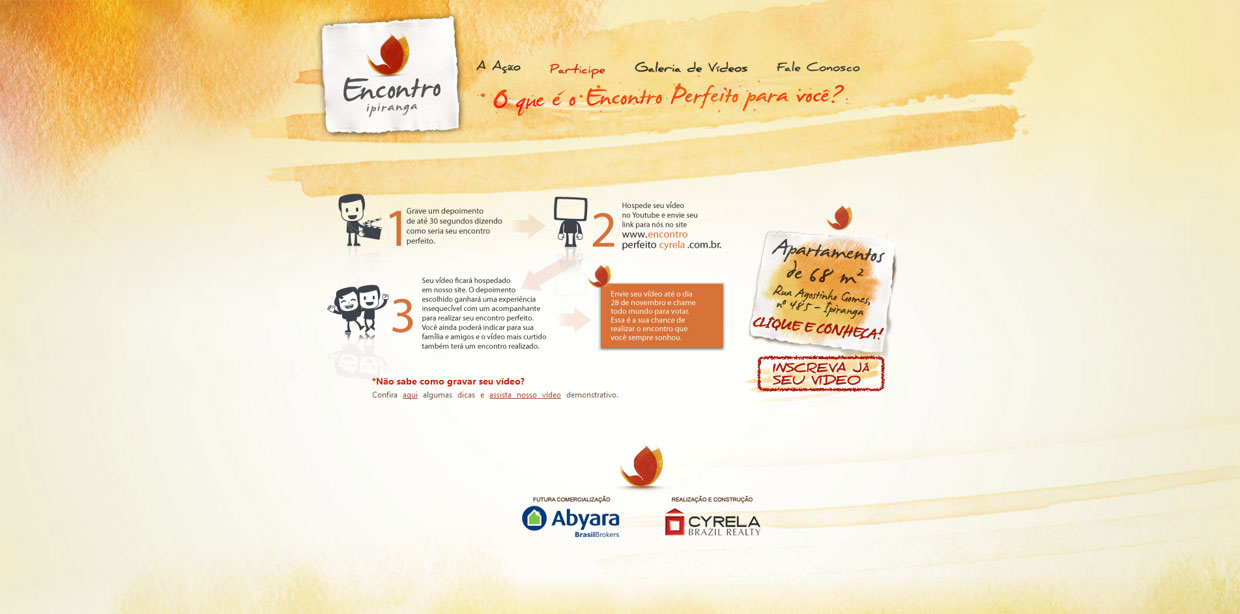 Encontro
ipiranga
A Ação
Participe
Galeria de Vídeos
Fale Conosco
O que é o Encontro Perfeito para você?
1
Grave um depoimento
de até 30 segundos dizendo
como seria seu encontro
perfeito.
2
Hospede seu vídeo
no Youtube e envie seu
link para nós no site
www.encontro
perfeito cyrela .com.br.
3
Seu vídeo ficará hospedado
em nosso site. O depoimento
escolhido ganhará uma experiência
insequecível com um acompanhante
para realizar seu encontro perfeito.
Você ainda poderá indicar para sua
família e amigos e o vídeo mais curtido
também terá um encontro realizado.
Envie seu vídeo até o dia
28 de novembro e chame
todo mundo para votar.
Essa é a sua chance de
realizar o encontro que
você sempre sonhou.
Apartamentos
de 68 m²
Rua Agostinho Gomes,
nº 485 - Ipiranga
CLIQUE E CONHEÇA!
INSCREVA JÁ
SEU VÍDEO
*Não sabe como gravar seu vídeo?
Confira aqui algumas dicas e assista nosso vídeo demonstrativo.
FUTURA COMERCIALIZAÇÃO
Abyara
BrasilBrokers
REALIZAÇÃO E CONSTRUÇÃO
CYRELA
BRAZIL REALTY